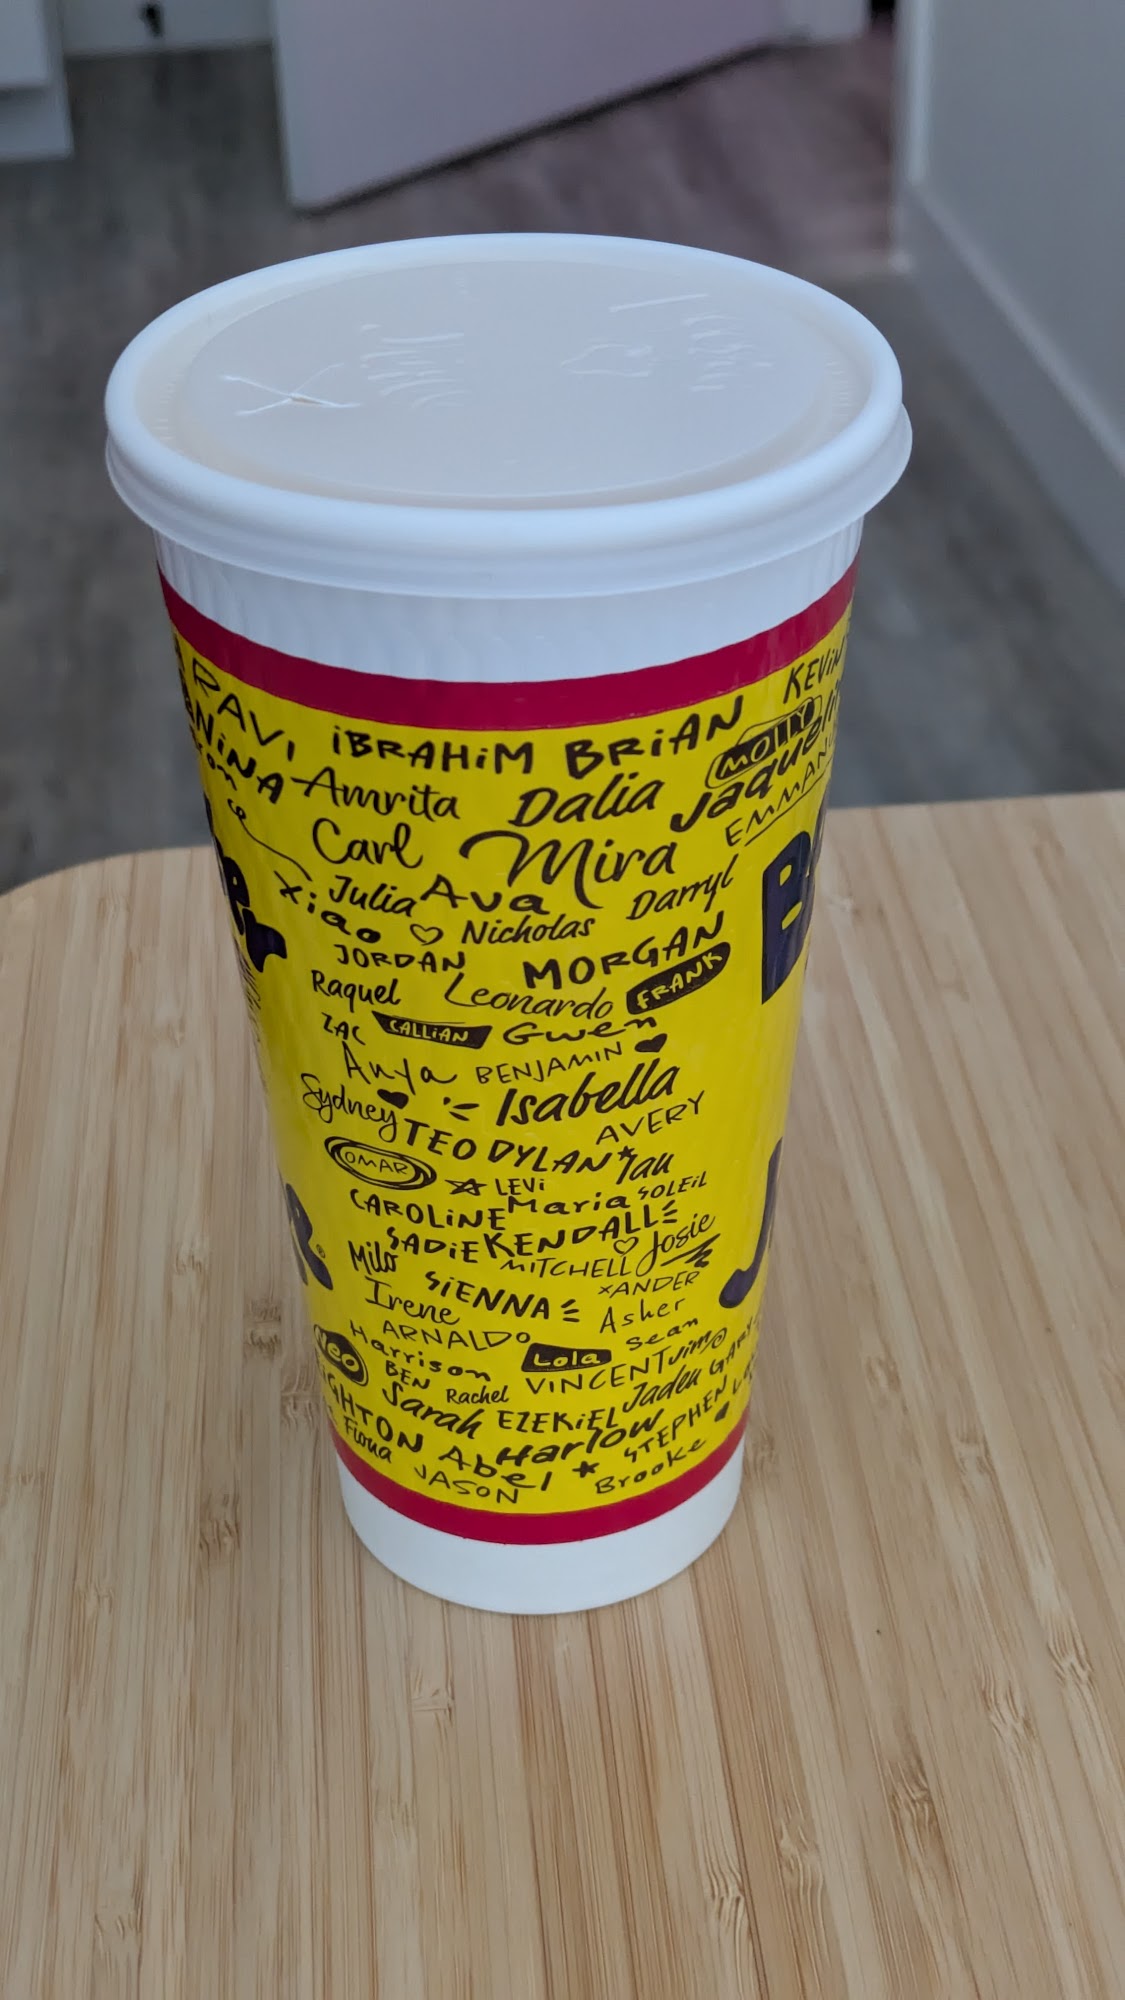 RAVI iBRAHiM BRiAN KEViN
NiNA Amrita Dalia MOLLY
Carl Mira
Julia Ava Darryl
Xiao Nicholas
JORDAN MORGAN
Raquel Leonardo FRANK
ZAC CALLiAN Gwen
Anya BENJAMIN
Sydney Isabella
TEO DYLAN AVERY
OMAR Ian
LEVi Maria SOLEiL
CAROLiNE
SADiE KENDALL
Milo MITCHELL Josie
SiENNA XANDER
Irene Asher
ARNALDO Sean
Neo Harrison Lola VINCENT
BEN Rachel Jaden GARY
Sarah EZEKiEL
Abel Harlow STEPHEN
Fiona JASON Brooke